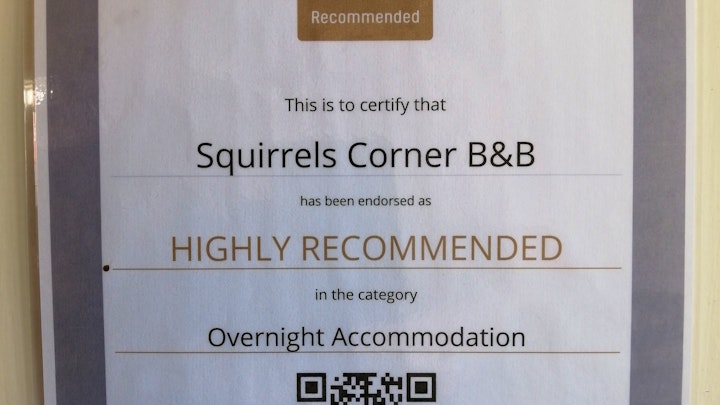 Recommended
This is to certify that
Squirrels Corner B&B
has been endorsed as
HIGHLY RECOMMENDED
in the category
Overnight Accommodation